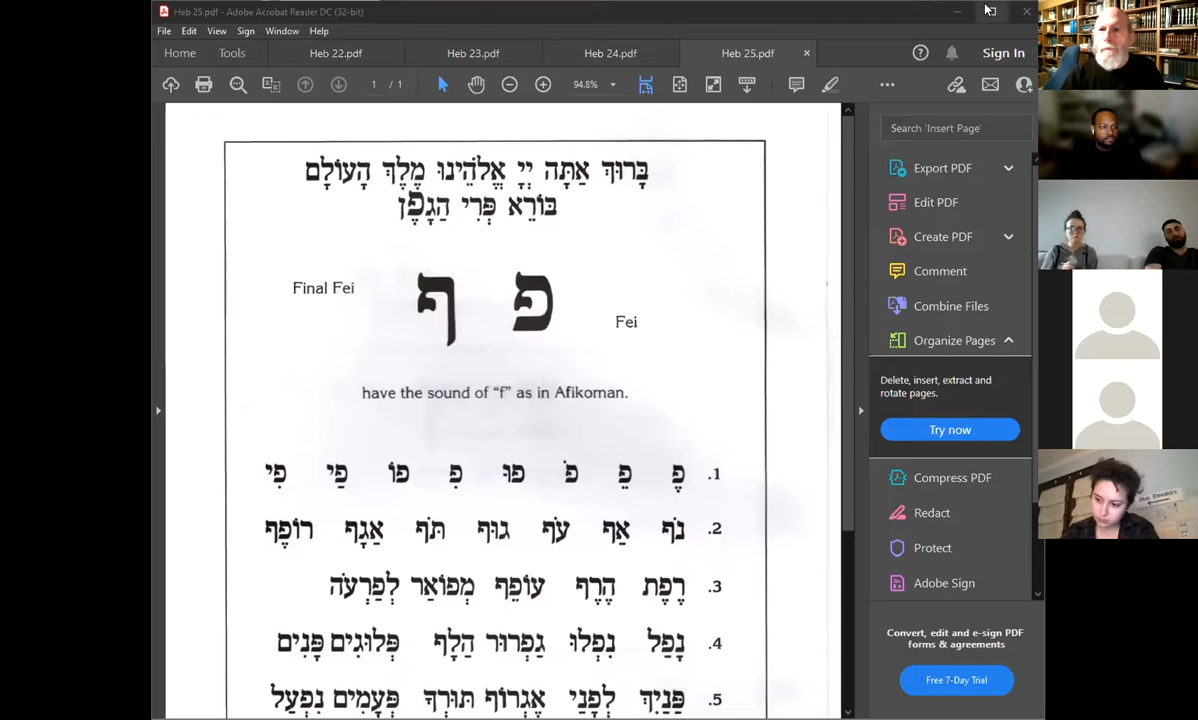 Heb 25.pdf - Adobe Acrobat Reader DC (32-bit)
File Edit View Sign Window Help
Home Tools Heb 22.pdf Heb 23.pdf Heb 24.pdf Heb 25.pdf Sign In
1 / 1 94.8%
Search 'Insert Page'
Export PDF
Edit PDF
Create PDF
Comment
Combine Files
Organize Pages
Delete, insert, extract and
rotate pages.
Try now
Compress PDF
Redact
Protect
Adobe Sign
Convert, edit and e-sign PDF
forms & agreements
Free 7-Day Trial
בָּרוּךְ אַתָּה יְיָ אֱלֹהֵינוּ מֶלֶךְ הָעוֹלָם
בּוֹרֵא פְּרִי הַגָפֶן
פ ף
Final Fei
Fei
have the sound of "f" as in Afikoman.
1. פֶ פֵ פֹ פוּ פִ פוֹ פַי פִי
2. נֹף אַף עֹף גוּף תֹּף אַגָף רוֹפֵף
3. רֶפֶת הֶרֶף עוֹפֵף מְפוֹאַר לְפַרְעֹה
4. נָפַל נִפְלוּ גַפְרוּר הַלָּף פְּלוּגִים פָּנִים
5. פַּנַיִךְ לְפָנַי אֶגְרוֹף תּוּרְךָ פְּעָמִים נִפְעַל